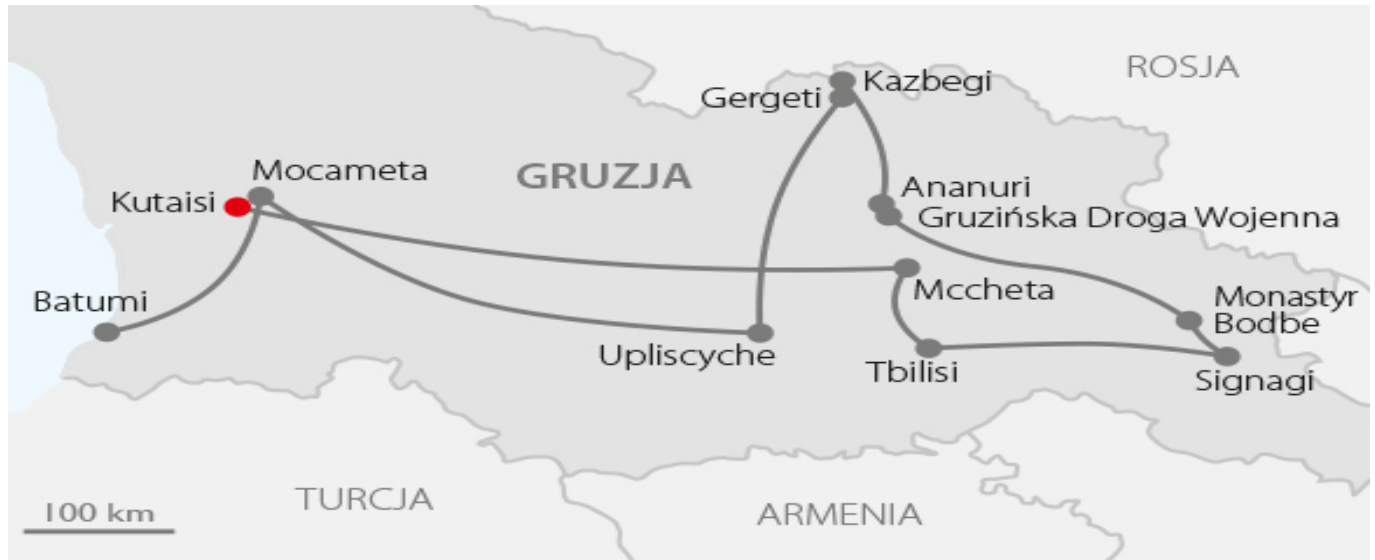 ROSJA
Kazbegi
Gergeti
Mocameta
GRUZJA
Kutaisi
Ananuri
Gruzińska Droga Wojenna
Mccheta
Batumi
Monastyr
Bodbe
Upliscyche
Tbilisi
Signagi
TURCJA
ARMENIA
100 km